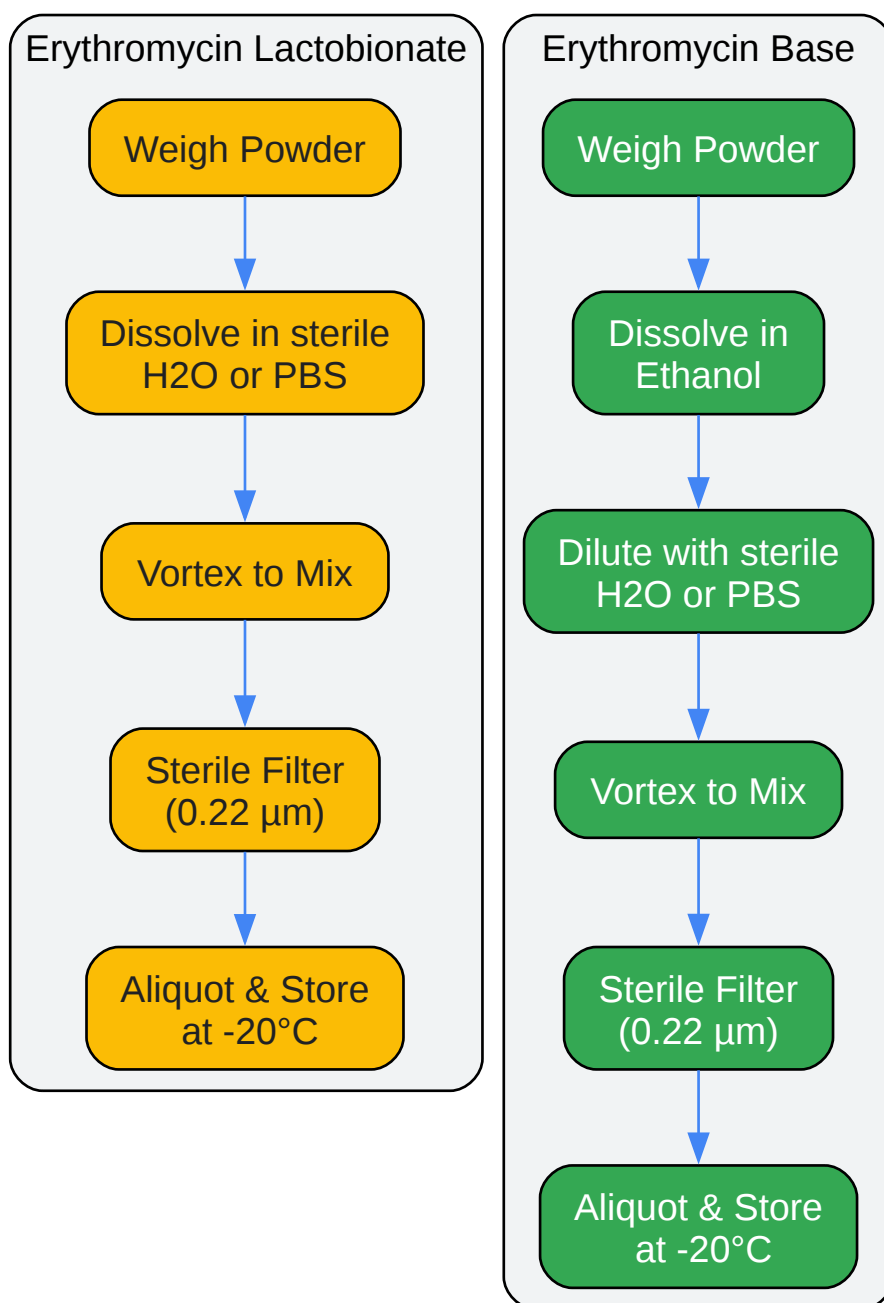 Erythromycin Lactobionate
Weigh Powder
Dissolve in sterile
H2O or PBS
Vortex to Mix
Sterile Filter
(0.22 µm)
Aliquot & Store
at -20°C
Erythromycin Base
Weigh Powder
Dissolve in
Ethanol
Dilute with sterile
H2O or PBS
Vortex to Mix
Sterile Filter
(0.22 µm)
Aliquot & Store
at -20°C